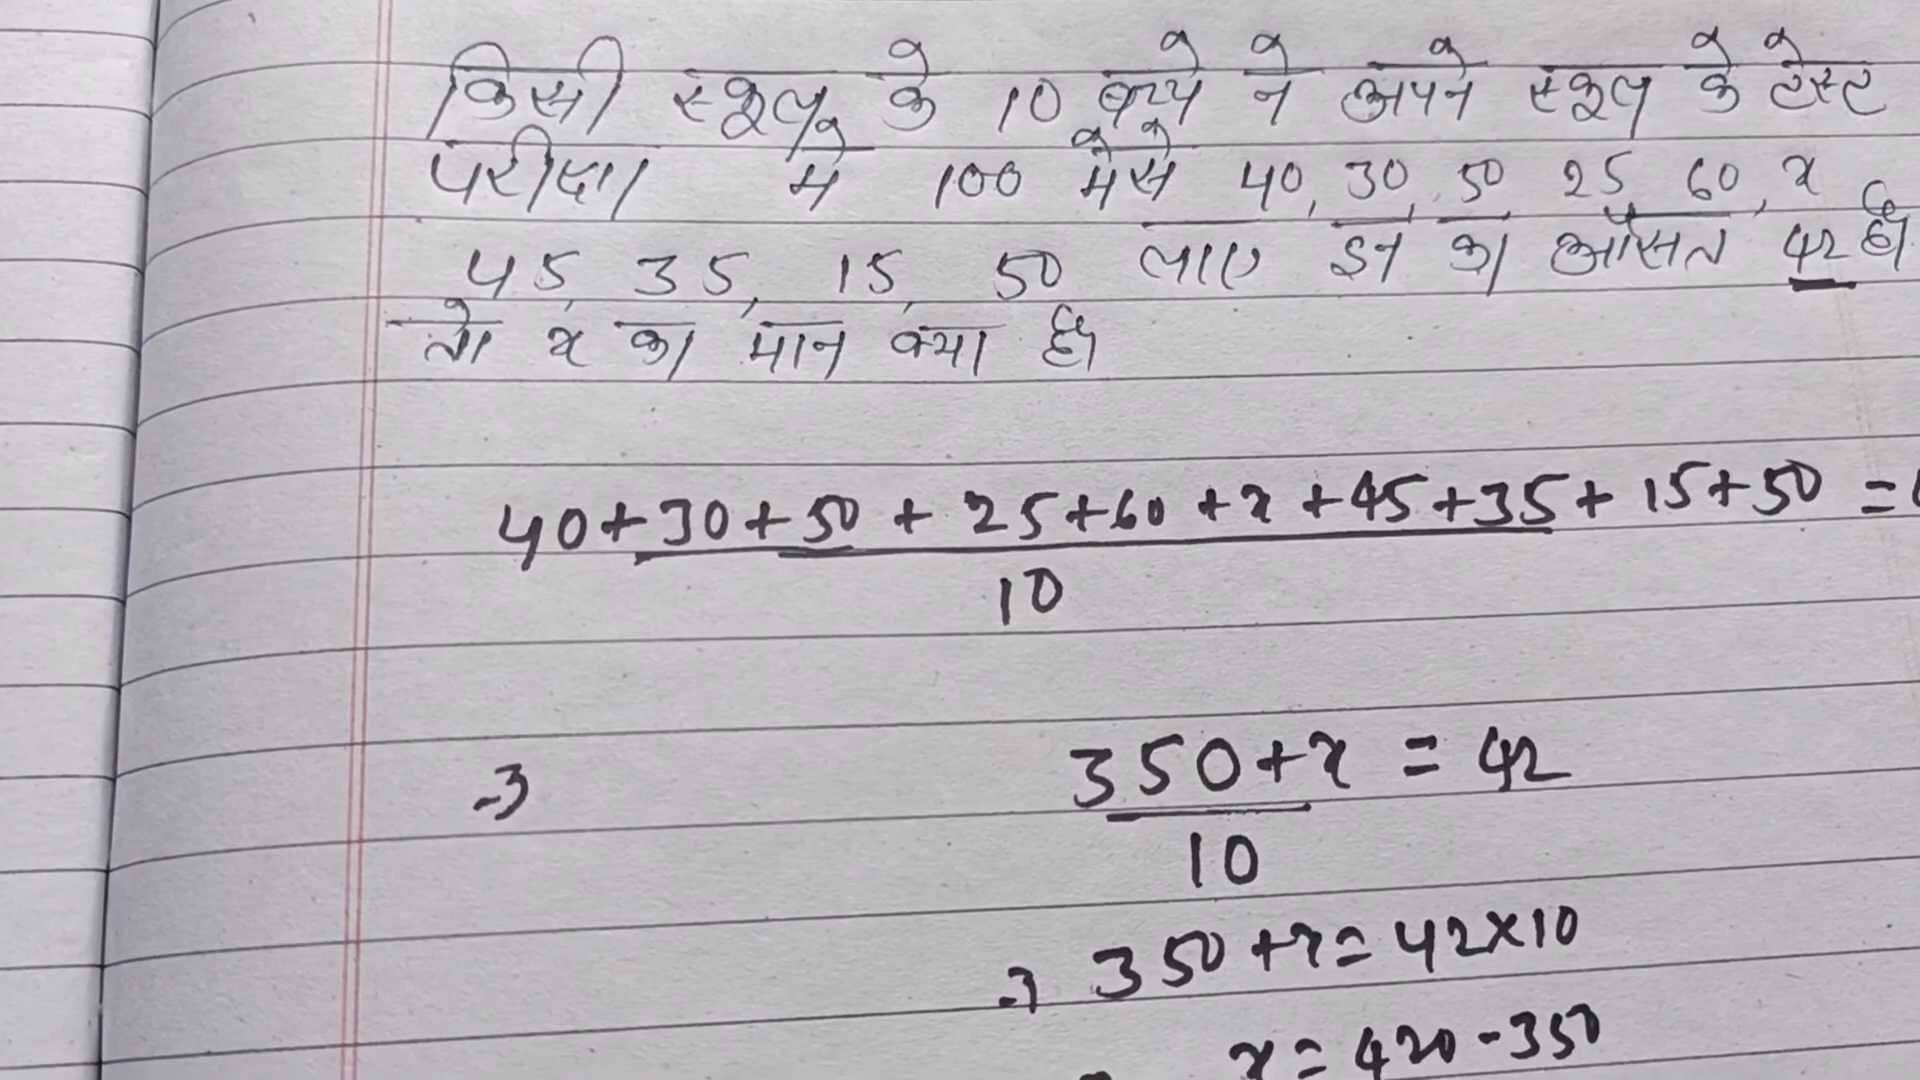 किसी स्कूल के 10 बच्चे ने अपने स्कूल के टेस्ट
परीक्षा में 100 मेंसे 40, 30, 50, 25, 60, x
45, 35, 15, 50 लाए इन का औसत 42 है।
तो x का मान क्या है
40+30+50 + 25+60 + x +45+35 + 15+50 =
10
⇒ 350+x = 42
10
⇒ 350 +x = 42×10
x = 420-350